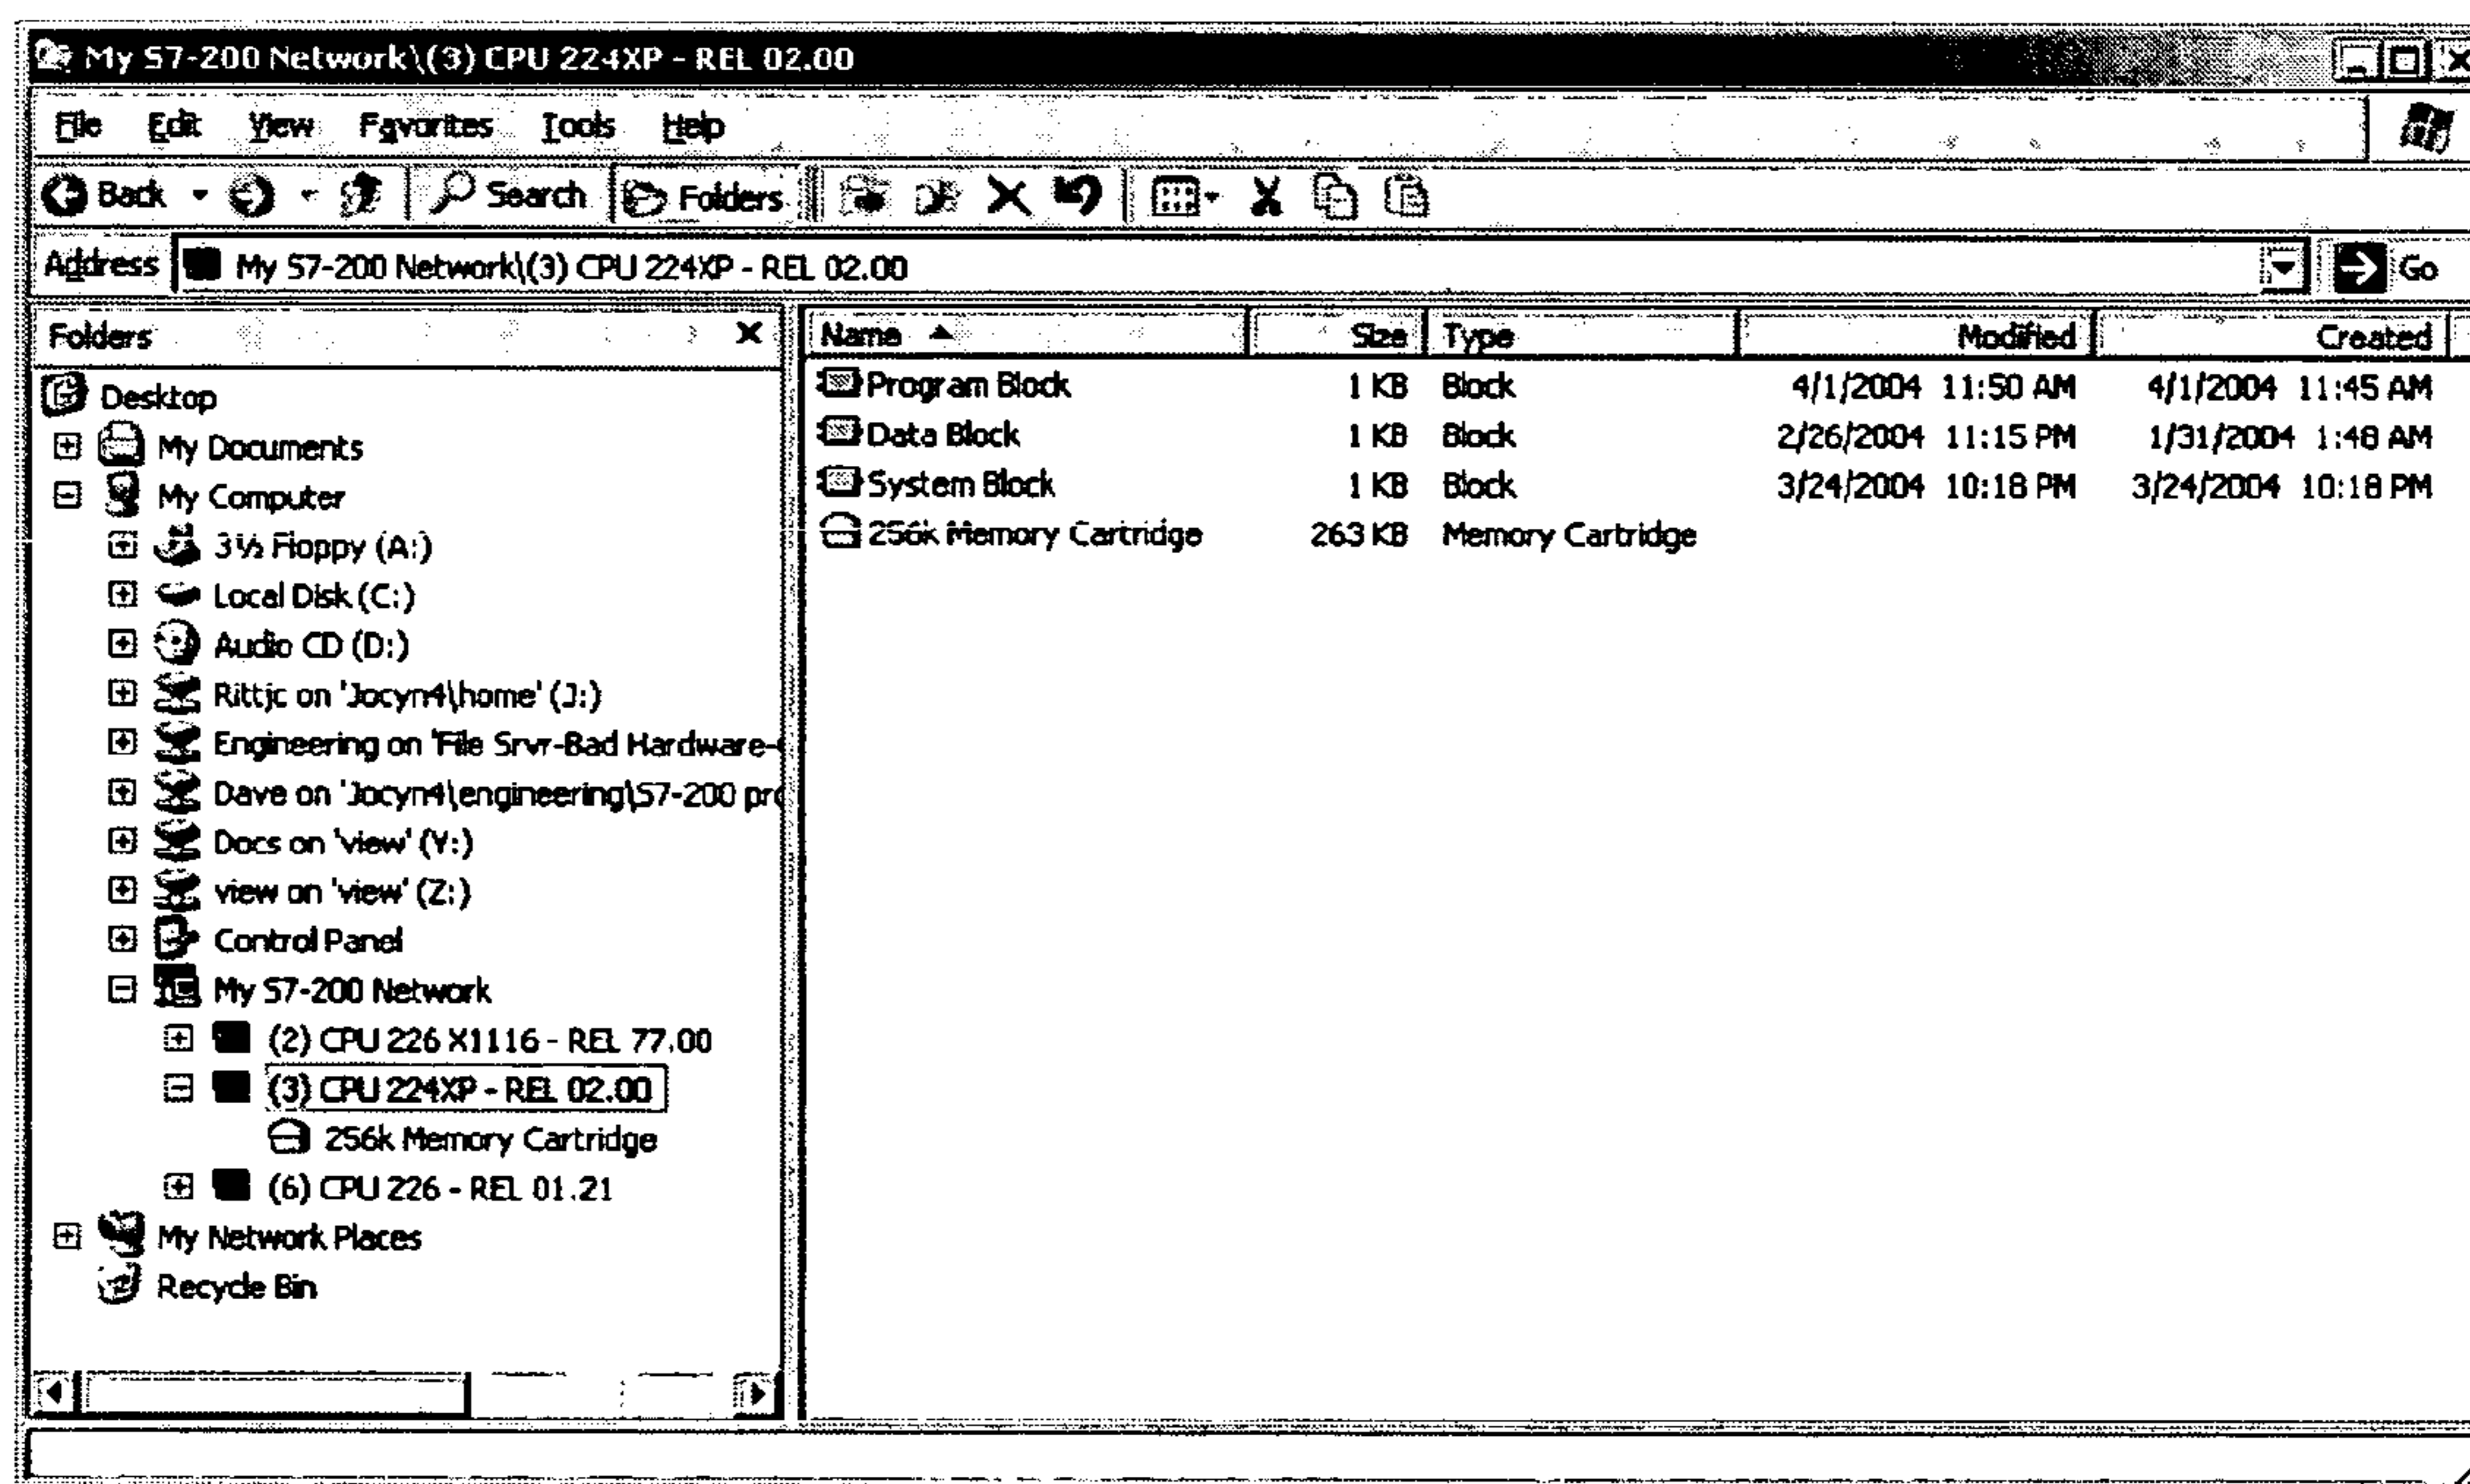 My S7-200 Network\(3) CPU 224XP - REL 02.00
File Edit View Favorites Tools Help
Back Search Folders
Address My S7-200 Network\(3) CPU 224XP - REL 02.00 Go
Folders
Desktop
My Documents
My Computer
3½ Floppy (A:)
Local Disk (C:)
Audio CD (D:)
Rittjc on 'Jocyn4\home' (J:)
Engineering on 'File Srvr-Bad Hardware-
Dave on 'Jocyn4\engineering\S7-200 pro
Docs on 'view' (Y:)
view on 'view' (Z:)
Control Panel
My S7-200 Network
(2) CPU 226 X1116 - REL 77.00
(3) CPU 224XP - REL 02.00
256k Memory Cartridge
(6) CPU 226 - REL 01.21
My Network Places
Recycle Bin
Name Size Type Modified Created
Program Block 1 KB Block 4/1/2004 11:50 AM 4/1/2004 11:45 AM
Data Block 1 KB Block 2/26/2004 11:15 PM 1/31/2004 1:48 AM
System Block 1 KB Block 3/24/2004 10:18 PM 3/24/2004 10:18 PM
256k Memory Cartridge 263 KB Memory Cartridge